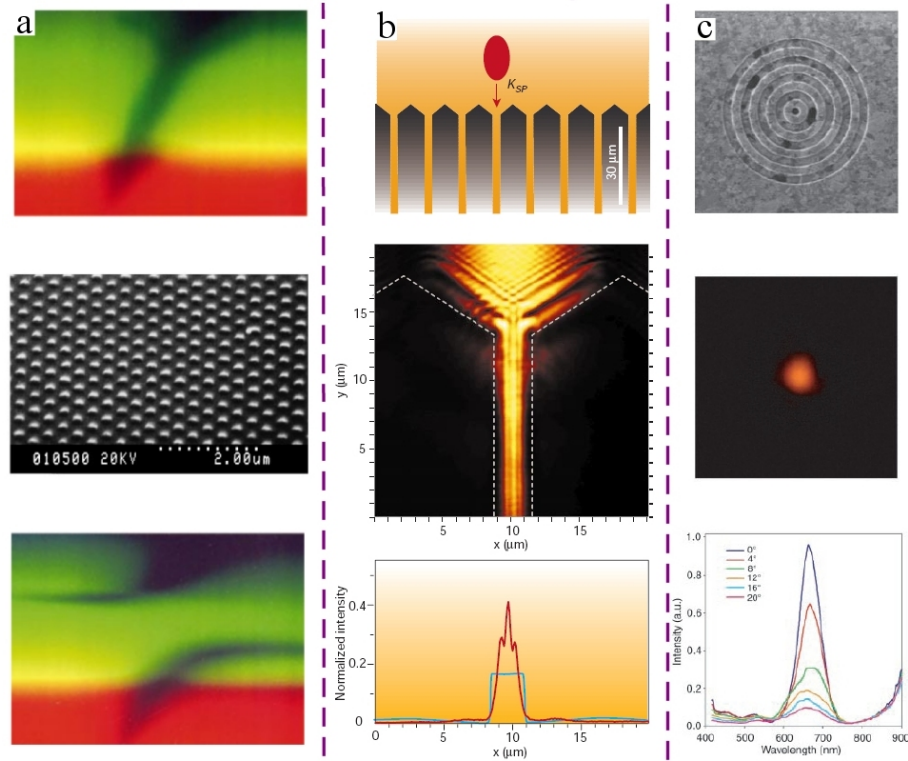 a
010500 20KV 2.00um
b
K_SP
30 μm
15
10
5
y (μm)
5 10 15
x (μm)
Normalized intensity
0.4
0.2
0
0 5 10 15
x (μm)
c
1.0
0.8
0.6
0.4
0.2
0.0
Intensity (a.u.)
0°
4°
8°
12°
16°
20°
400 500 600 700 800 900
Wavelength (nm)